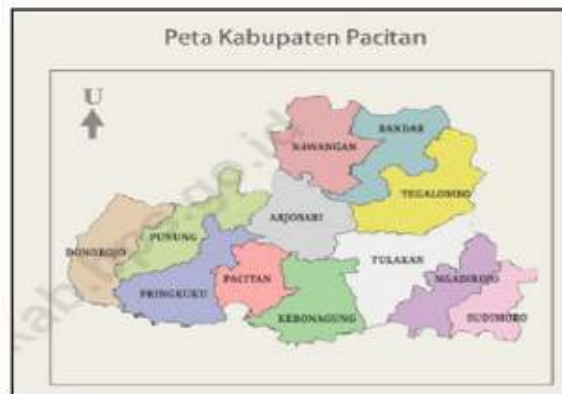 Peta Kabupaten Pacitan
U
NAWANGAN
BANDAR
TEGALOMBO
ARJOSARI
PUNUNG
DONOROJO
TULAKAN
PACITAN
PRINGKUKU
NGADIROJO
KEBONAGUNG
SUDIMORO